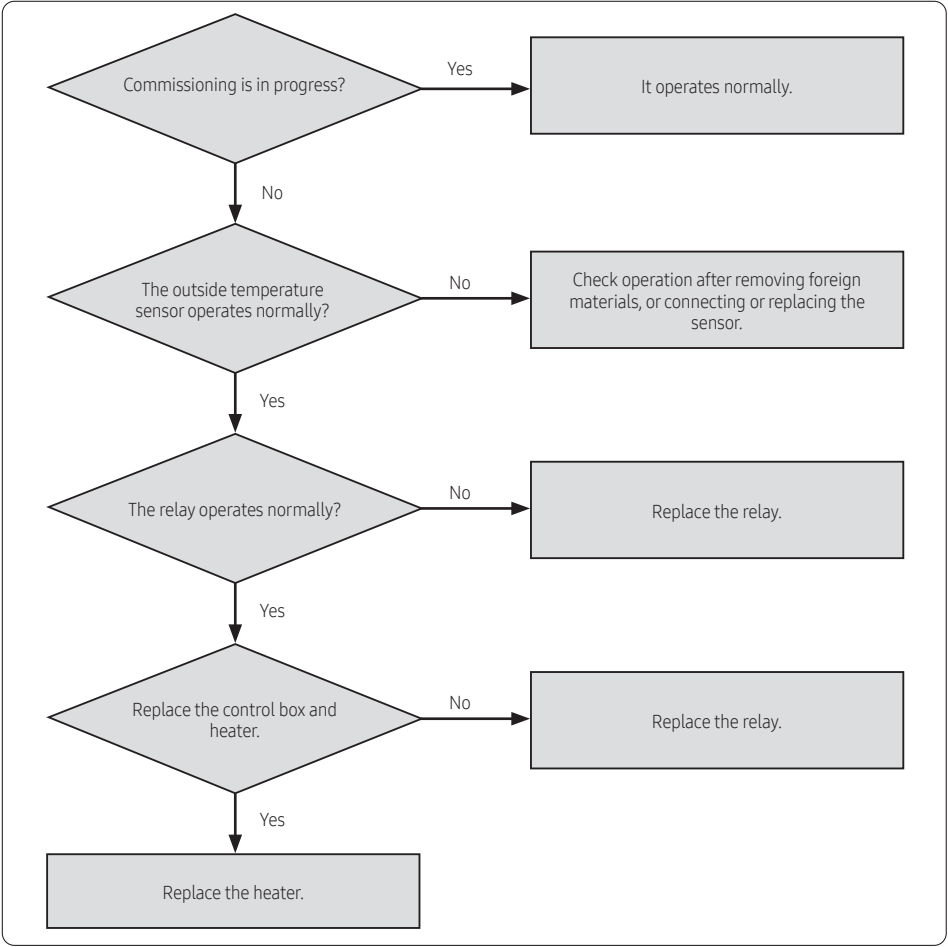 Commissioning is in progress?
Yes
It operates normally.
No
The outside temperature
sensor operates normally?
No
Check operation after removing foreign
materials, or connecting or replacing the
sensor.
Yes
The relay operates normally?
No
Replace the relay.
Yes
Replace the control box and
heater.
No
Replace the relay.
Yes
Replace the heater.